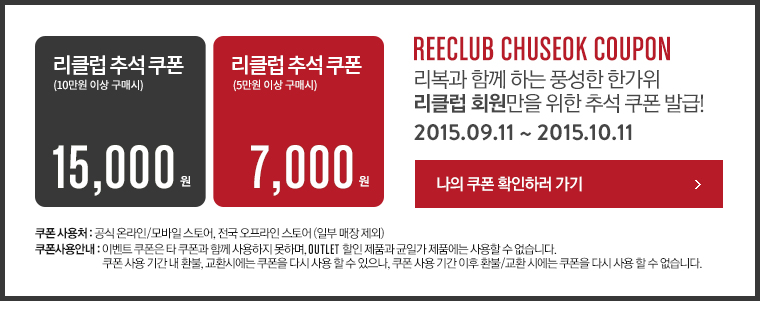 리클럽 추석 쿠폰
(10만원 이상 구매시)
15,000 원
리클럽 추석 쿠폰
(5만원 이상 구매시)
7,000 원
REECLUB CHUSEOK COUPON
리복과 함께 하는 풍성한 한가위
리클럽 회원만을 위한 추석 쿠폰 발급!
2015.09.11 ~ 2015.10.11
나의 쿠폰 확인하러 가기 >
쿠폰 사용처 : 공식 온라인/모바일 스토어, 전국 오프라인 스토어 (일부 매장 제외)
쿠폰사용안내 : 이벤트 쿠폰은 타 쿠폰과 함께 사용하지 못하며, OUTLET 할인 제품과 균일가 제품에는 사용할 수 없습니다.
쿠폰 사용 기간 내 환불, 교환시에는 쿠폰을 다시 사용 할 수 있으나, 쿠폰 사용 기간 이후 환불/교환 시에는 쿠폰을 다시 사용 할 수 없습니다.